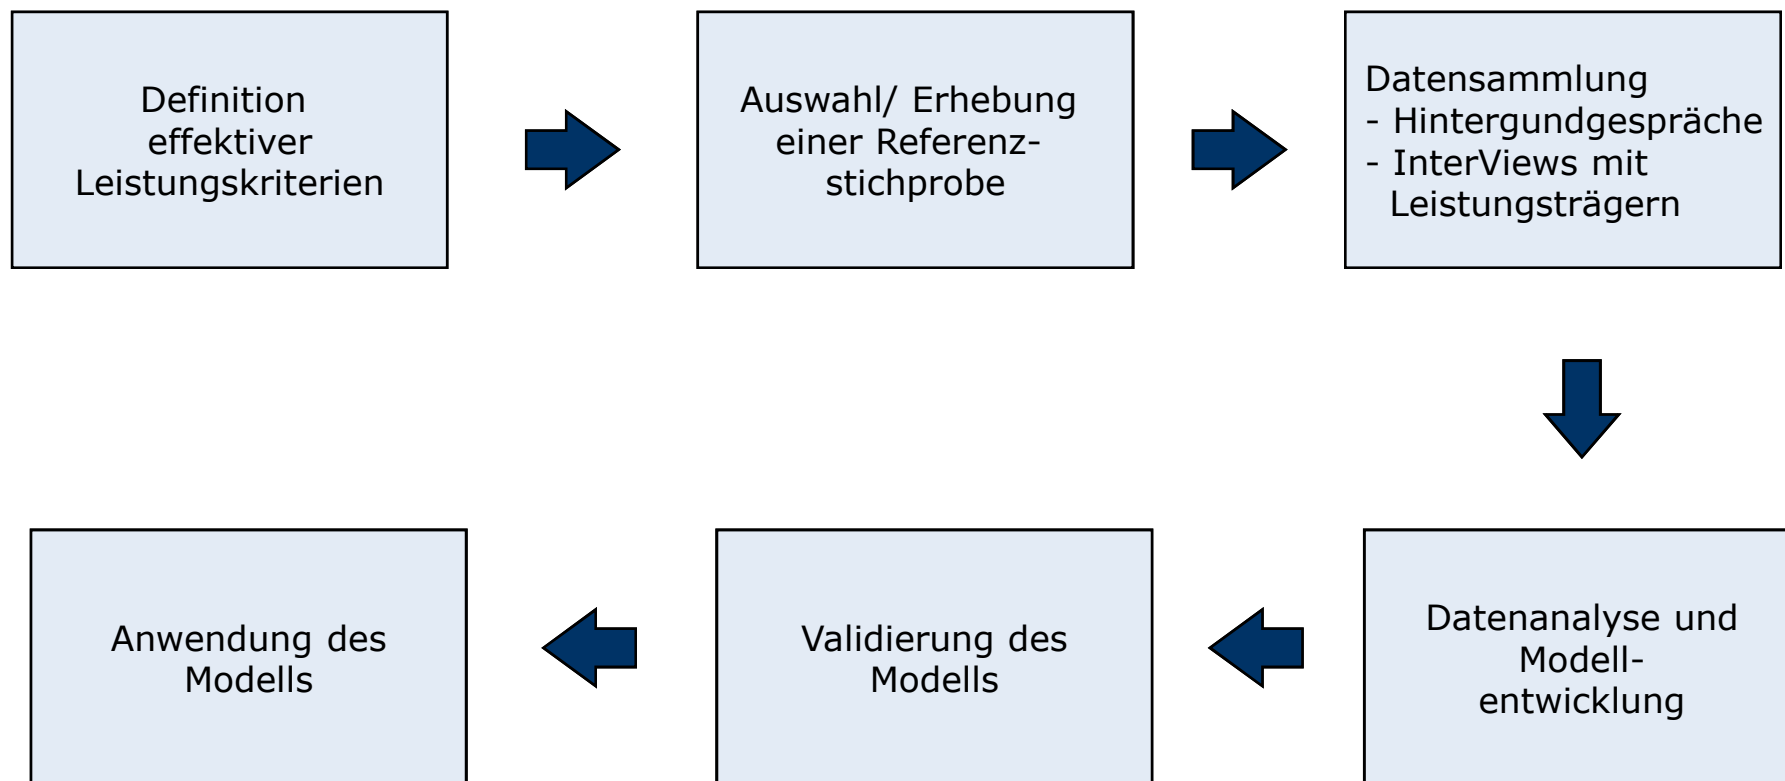 Definition
effektiver
Leistungskriterien
Auswahl/ Erhebung
einer Referenz-
stichprobe
Datensammlung
- Hintergundgespräche
- InterViews mit
Leistungsträgern
Datenanalyse und
Modell-
entwicklung
Validierung des
Modells
Anwendung des
Modells